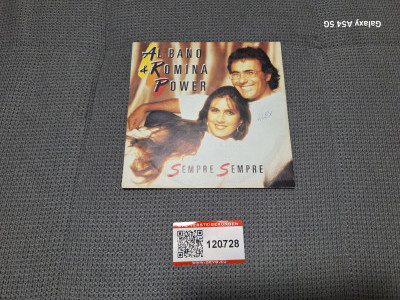 Galaxy A54 5G
AL BANO
+ ROMINA
POWER
SEMPRE SEMPRE
120728